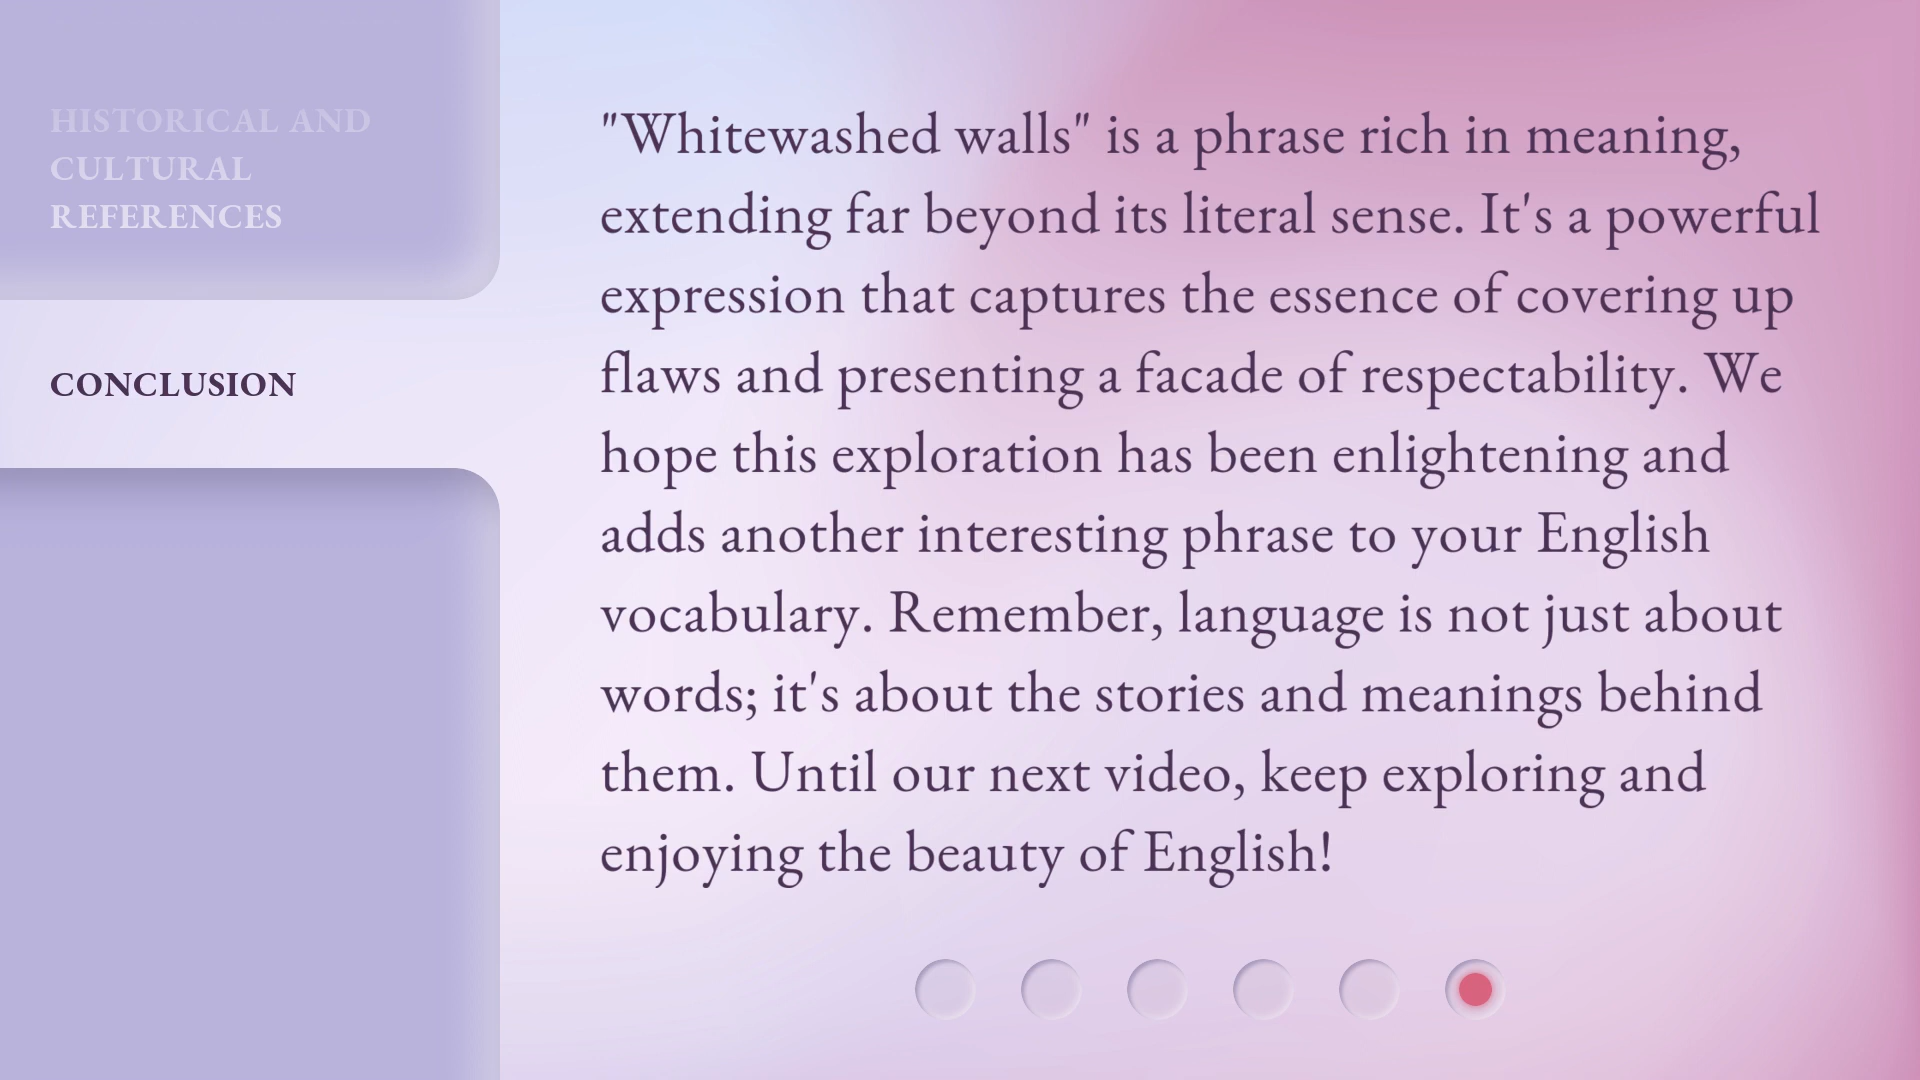 HISTORICAL AND
CULTURAL
REFERENCES
CONCLUSION
"Whitewashed walls" is a phrase rich in meaning,
extending far beyond its literal sense. It's a powerful
expression that captures the essence of covering up
flaws and presenting a facade of respectability. We
hope this exploration has been enlightening and
adds another interesting phrase to your English
vocabulary. Remember, language is not just about
words; it's about the stories and meanings behind
them. Until our next video, keep exploring and
enjoying the beauty of English!